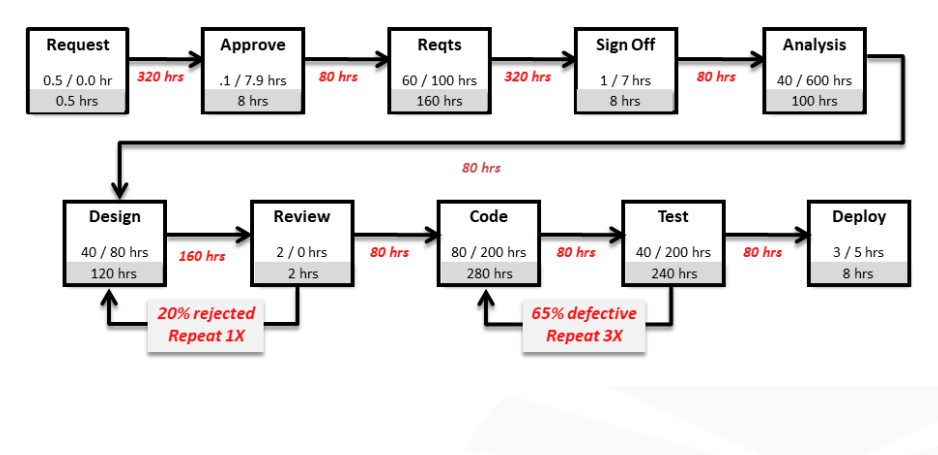 Request
0.5 / 0.0 hr
0.5 hrs
320 hrs
Approve
.1 / 7.9 hrs
8 hrs
80 hrs
Reqts
60 / 100 hrs
160 hrs
320 hrs
Sign Off
1 / 7 hrs
8 hrs
80 hrs
Analysis
40 / 600 hrs
100 hrs
80 hrs
Design
40 / 80 hrs
120 hrs
160 hrs
Review
2 / 0 hrs
2 hrs
80 hrs
Code
80 / 200 hrs
280 hrs
80 hrs
Test
40 / 200 hrs
240 hrs
80 hrs
Deploy
3 / 5 hrs
8 hrs
20% rejected
Repeat 1X
65% defective
Repeat 3X